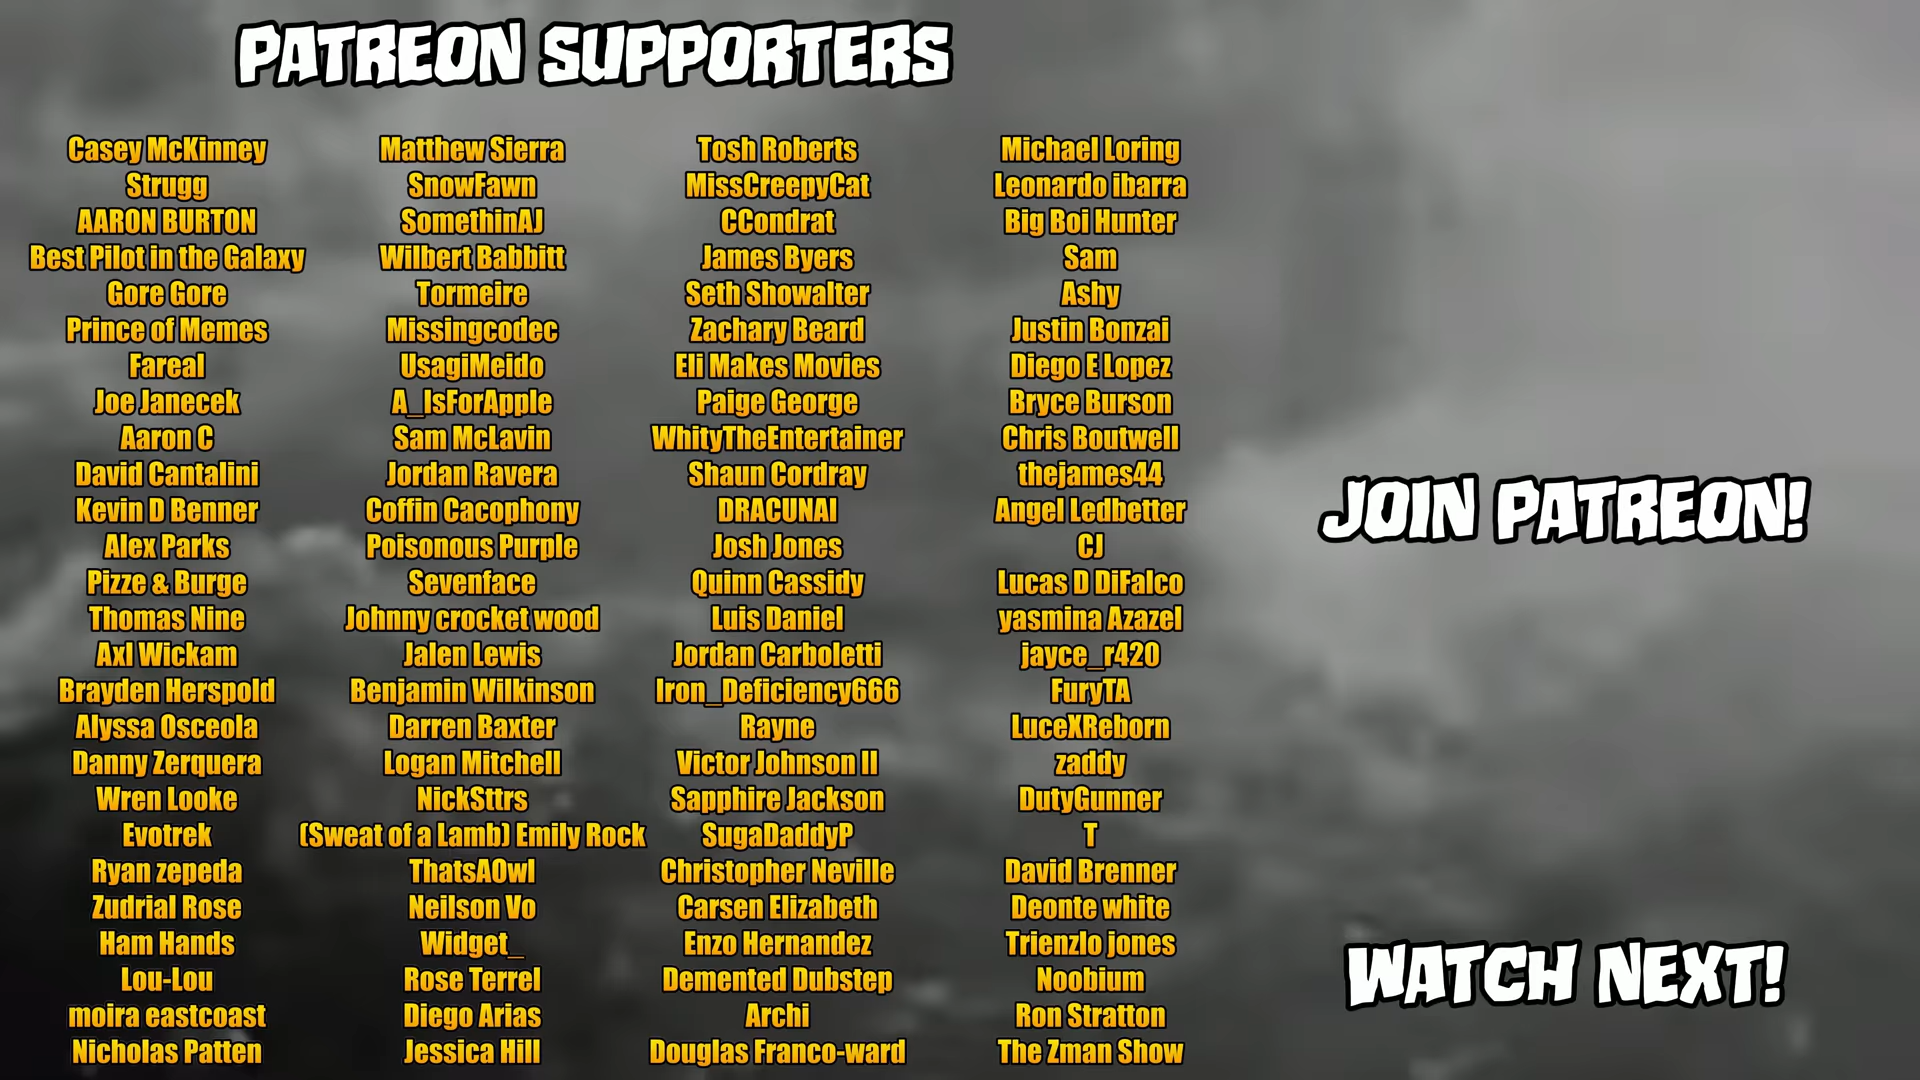 PATREON SUPPORTERS
Casey McKinney
Strugg
AARON BURTON
Best Pilot in the Galaxy
Gore Gore
Prince of Memes
Fareal
Joe Janecek
Aaron C
David Cantalini
Kevin D Benner
Alex Parks
Pizze & Burge
Thomas Nine
Axl Wickam
Brayden Herspold
Alyssa Osceola
Danny Zerquera
Wren Looke
Evotrek
Ryan zepeda
Zudrial Rose
Ham Hands
Lou-Lou
moira eastcoast
Nicholas Patten
Matthew Sierra
SnowFawn
SomethinAJ
Wilbert Babbitt
Tormeire
Missingcodec
UsagiMeido
A_IsForApple
Sam McLavin
Jordan Ravera
Coffin Cacophony
Poisonous Purple
Sevenface
Johnny crocket wood
Jalen Lewis
Benjamin Wilkinson
Darren Baxter
Logan Mitchell
NickSttrs
(Sweat of a Lamb) Emily Rock
ThatsAOwl
Neilson Vo
Widget_
Rose Terrel
Diego Arias
Jessica Hill
Tosh Roberts
MissCreepyCat
CCondrat
James Byers
Seth Showalter
Zachary Beard
Eli Makes Movies
Paige George
WhityTheEntertainer
Shaun Cordray
DRACUNAI
Josh Jones
Quinn Cassidy
Luis Daniel
Jordan Carboletti
Iron_Deficiency666
Rayne
Victor Johnson II
Sapphire Jackson
SugaDaddyP
Christopher Neville
Carsen Elizabeth
Enzo Hernandez
Demented Dubstep
Archi
Douglas Franco-ward
Michael Loring
Leonardo ibarra
Big Boi Hunter
Sam
Ashy
Justin Bonzai
Diego E Lopez
Bryce Burson
Chris Boutwell
thejames44
Angel Ledbetter
CJ
Lucas D DiFalco
yasmina Azazel
jayce_r420
FuryTA
LuceXReborn
zaddy
DutyGunner
T
David Brenner
Deonte white
Trienzlo jones
Noobium
Ron Stratton
The Zman Show
JOIN PATREON!
WATCH NEXT!